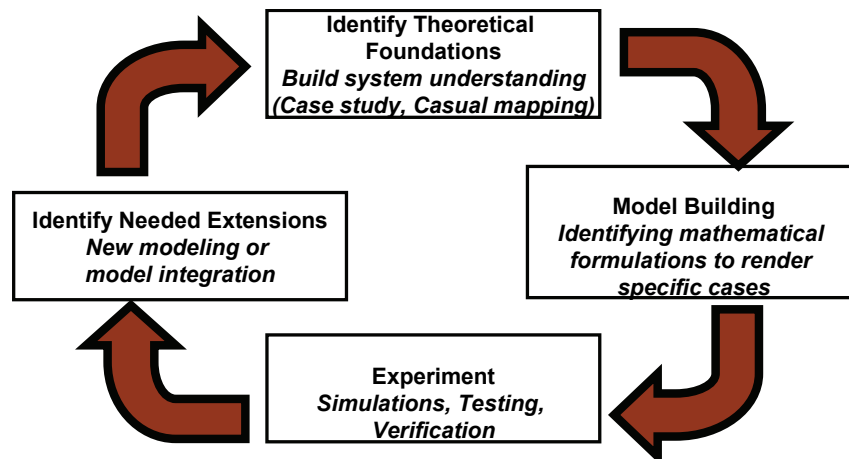 Identify Theoretical
Foundations
Build system understanding
(Case study, Casual mapping)
Identify Needed Extensions
New modeling or
model integration
Model Building
Identifying mathematical
formulations to render
specific cases
Experiment
Simulations, Testing,
Verification